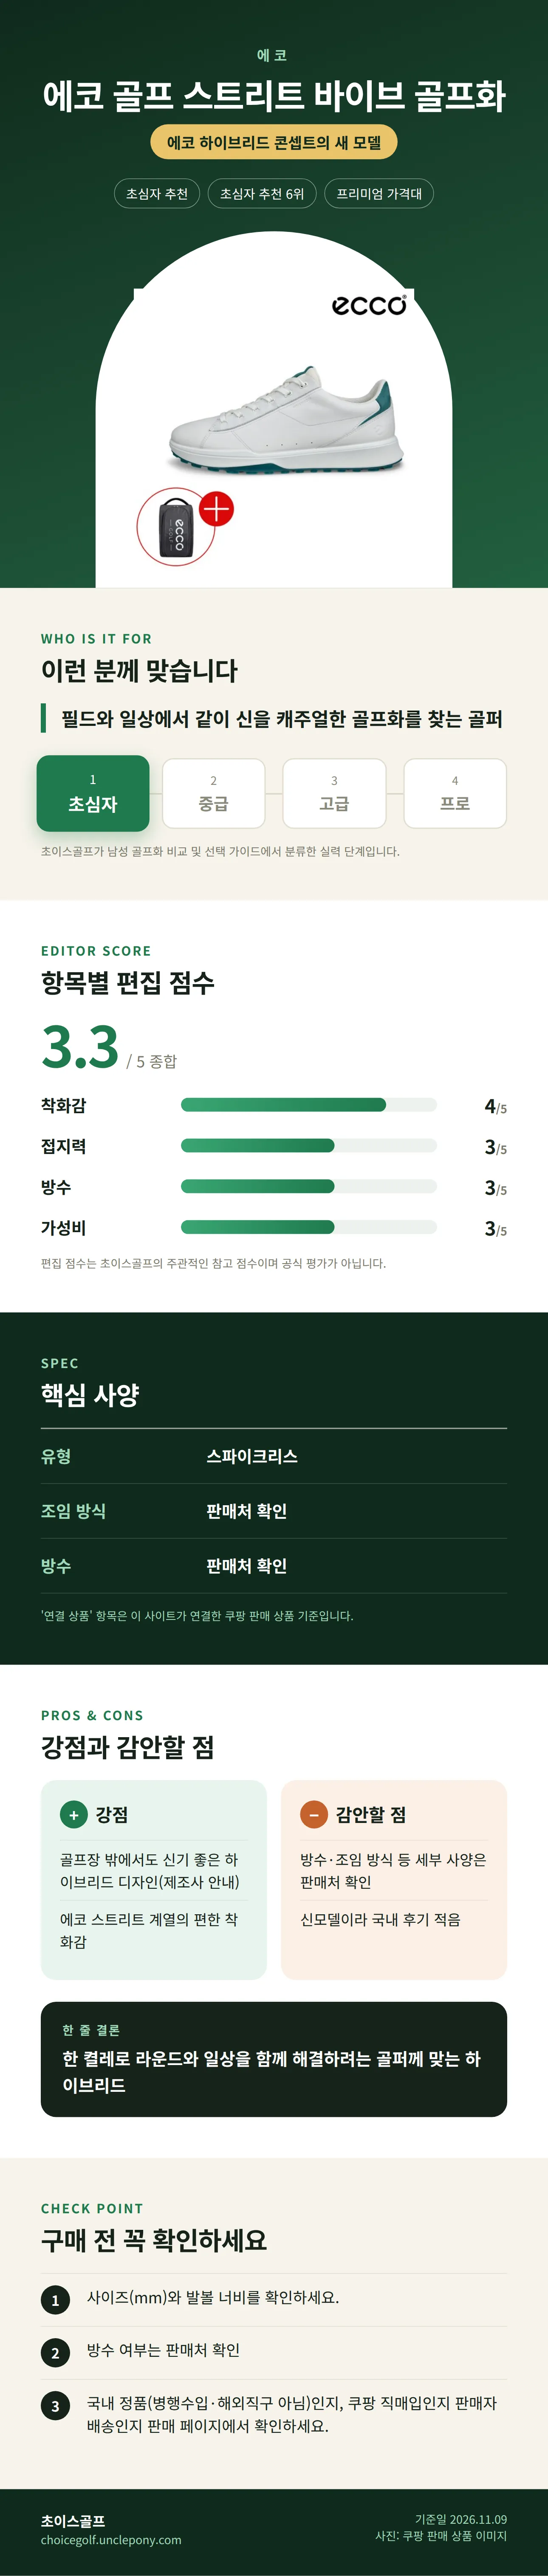 에코
에코 골프 스트리트 바이브 골프화
에코 하이브리드 콘셉트의 새 모델
초심자 추천
초심자 추천 6위
프리미엄 가격대
ecco®
ecco
GOLF
WHO IS IT FOR
이런 분께 맞습니다
필드와 일상에서 같이 신을 캐주얼한 골프화를 찾는 골퍼
1
초심자
2
중급
3
고급
4
프로
초이스골프가 남성 골프화 비교 및 선택 가이드에서 분류한 실력 단계입니다.
EDITOR SCORE
항목별 편집 점수
3.3 / 5 종합
착화감 4/5
접지력 3/5
방수 3/5
가성비 3/5
편집 점수는 초이스골프의 주관적인 참고 점수이며 공식 평가가 아닙니다.
SPEC
핵심 사양
유형 스파이크리스
조임 방식 판매처 확인
방수 판매처 확인
'연결 상품' 항목은 이 사이트가 연결한 쿠팡 판매 상품 기준입니다.
PROS & CONS
강점과 감안할 점
+ 강점
골프장 밖에서도 신기 좋은 하
이브리드 디자인(제조사 안내)
에코 스트리트 계열의 편한 착
화감
− 감안할 점
방수·조임 방식 등 세부 사양은
판매처 확인
신모델이라 국내 후기 적음
한 줄 결론
한 켤레로 라운드와 일상을 함께 해결하려는 골퍼께 맞는 하
이브리드
CHECK POINT
구매 전 꼭 확인하세요
1 사이즈(mm)와 발볼 너비를 확인하세요.
2 방수 여부는 판매처 확인
3 국내 정품(병행수입·해외직구 아님)인지, 쿠팡 직매입인지 판매자
배송인지 판매 페이지에서 확인하세요.
초이스골프
choicegolf.unclepony.com
기준일 2026.11.09
사진: 쿠팡 판매 상품 이미지